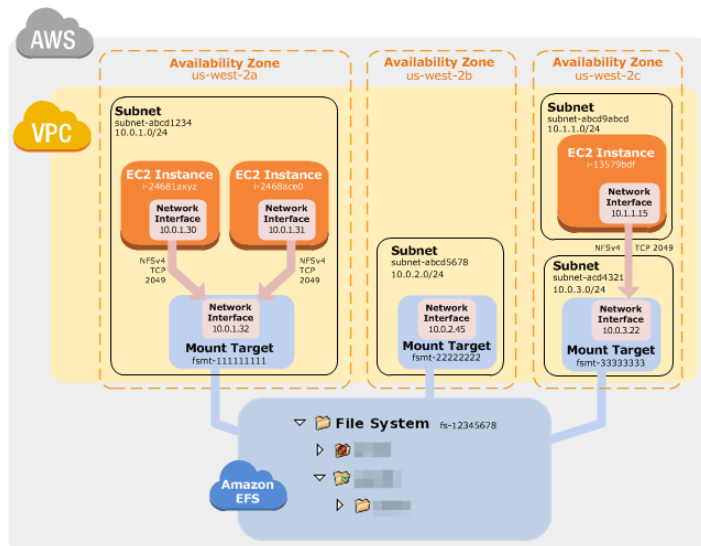 AWS
Availability Zone
us-west-2a
Availability Zone
us-west-2b
Availability Zone
us-west-2c
VPC
Subnet
subnet-abcd1234
10.0.1.0/24
EC2 Instance
i-24681axyz
Network
Interface
10.0.1.30
EC2 Instance
i-2468ace0
Network
Interface
10.0.1.31
NFSv4
TCP
2049
NFSv4
TCP
2049
Network
Interface
10.0.1.32
Mount Target
fsmt-111111111
Subnet
subnet-abcd5678
10.0.2.0/24
Network
Interface
10.0.2.45
Mount Target
fsmt-22222222
Subnet
subnet-abcd9abcd
10.1.1.0/24
EC2 Instance
i-13579bdf
Network
Interface
10.1.1.15
NFSv4 TCP 2049
Subnet
subnet-acd4321
10.0.3.0/24
Network
Interface
10.0.3.22
Mount Target
fsmt-33333333
File System fs-12345678
Amazon
EFS